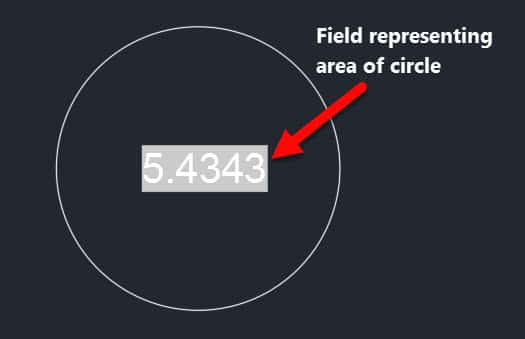 Field representing
area of circle
5.4343